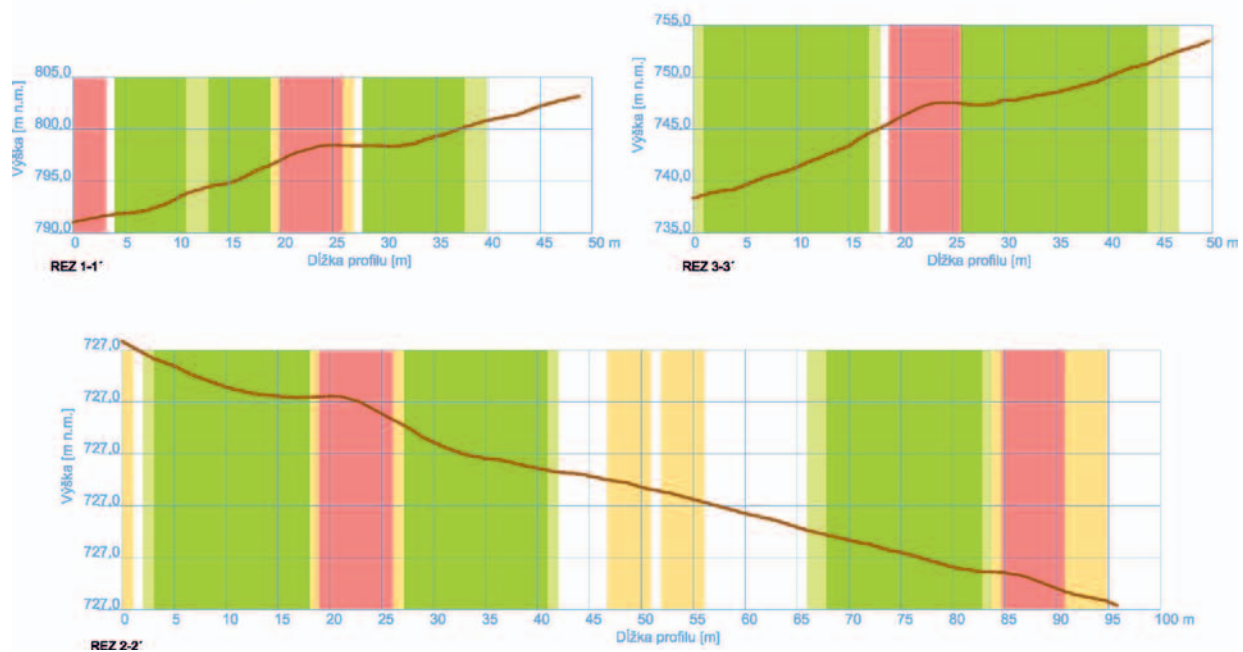 805,0
800,0
795,0
790,0
Výška [m n.m.]
0 5 10 15 20 25 30 35 40 45 50 m
Dĺžka profilu [m]
REZ 1-1´
755,0
750,0
745,0
740,0
735,0
Výška [m n.m.]
0 5 10 15 20 25 30 35 40 45 50 m
Dĺžka profilu [m]
REZ 3-3´
727,0
727,0
727,0
727,0
727,0
727,0
Výška [m n.m.]
0 5 10 15 20 25 30 35 40 45 50 55 60 65 70 75 80 85 90 95 100 m
Dĺžka profilu [m]
REZ 2-2´